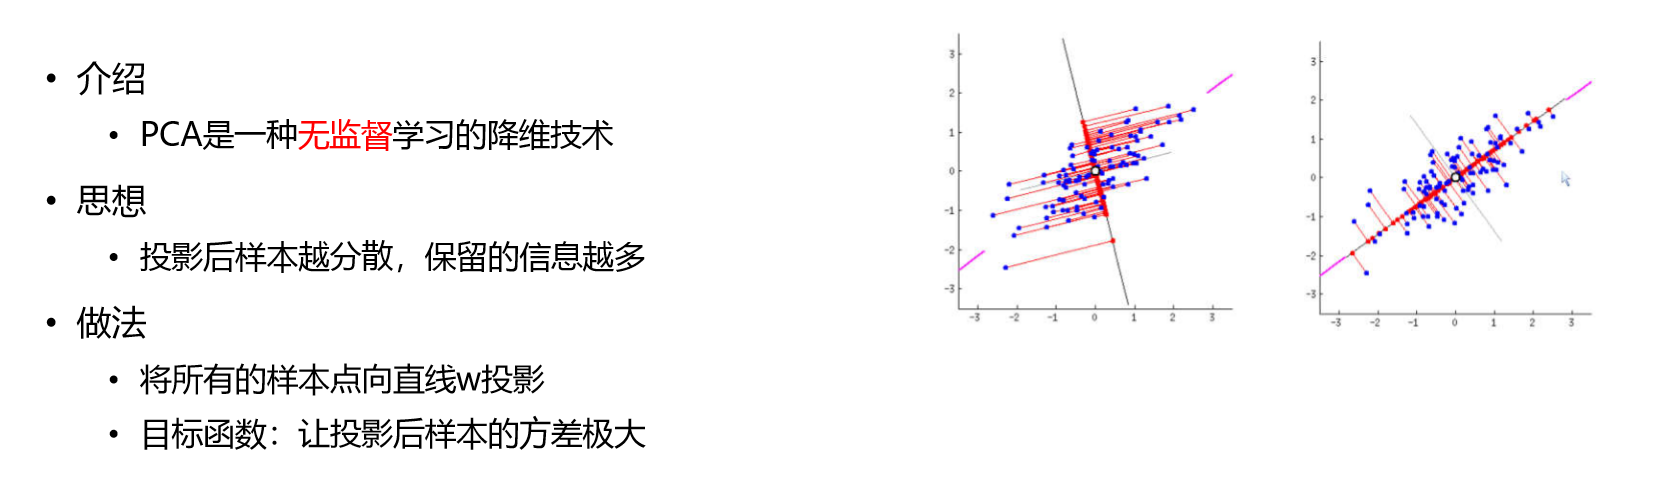 • 介绍
• PCA是一种无监督学习的降维技术
• 思想
• 投影后样本越分散，保留的信息越多
• 做法
• 将所有的样本点向直线w投影
• 目标函数：让投影后样本的方差极大
3
2
1
0
-1
-2
-3
-3 -2 -1 0 1 2 3
3
2
1
0
-1
-2
-3
-3 -2 -1 0 1 2 3